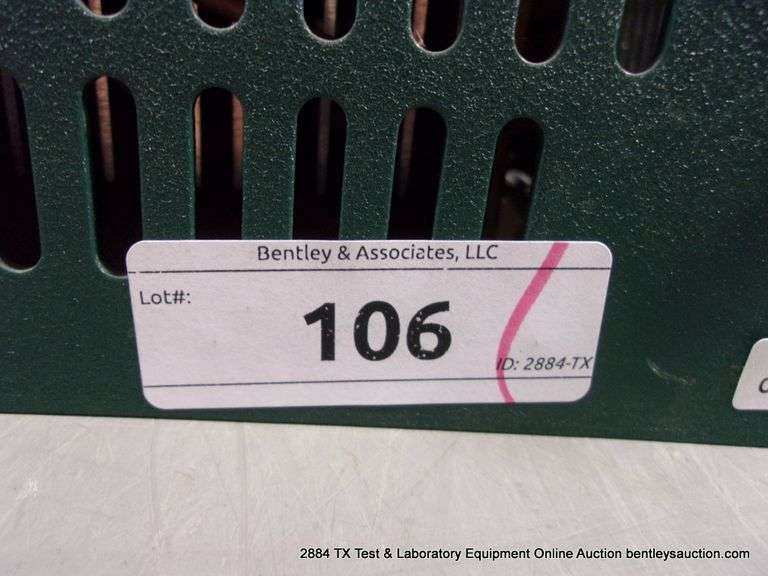 Bentley & Associates, LLC
Lot#:
106
ID: 2884-TX
2884 TX Test & Laboratory Equipment Online Auction bentleysauction.com